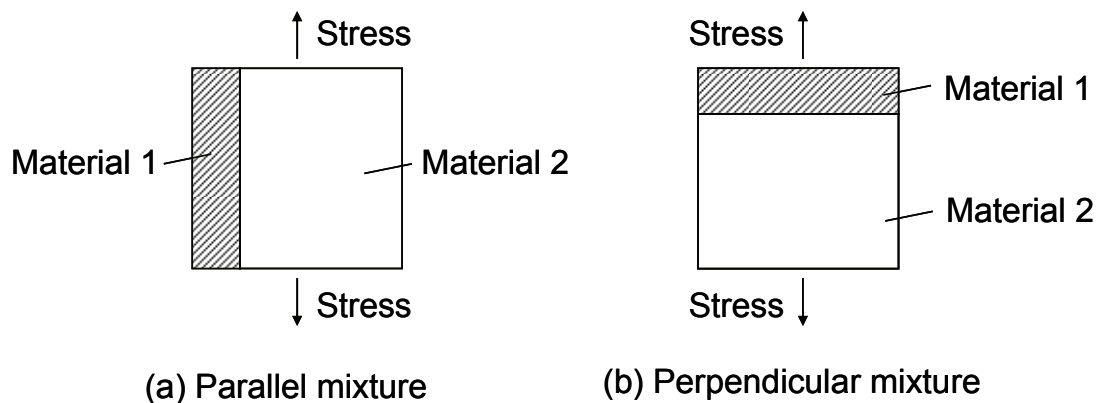 Stress
Material 1
Material 2
Stress
(a) Parallel mixture
Stress
Material 1
Material 2
Stress
(b) Perpendicular mixture